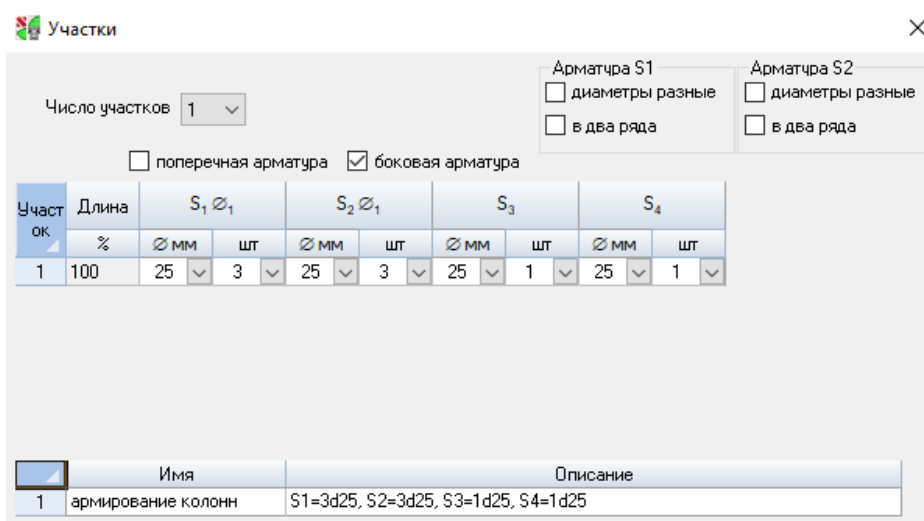 Участки
Арматура S1
Арматура S2
Число участков 1
диаметры разные
диаметры разные
в два ряда
в два ряда
поперечная арматура боковая арматура
Участок Длина S₁ ∅₁ S₂ ∅₁ S₃ S₄
% ∅ мм шт ∅ мм шт ∅ мм шт ∅ мм шт
1 100 25 3 25 3 25 1 25 1
Имя Описание
1 армирование колонн S1=3d25, S2=3d25, S3=1d25, S4=1d25